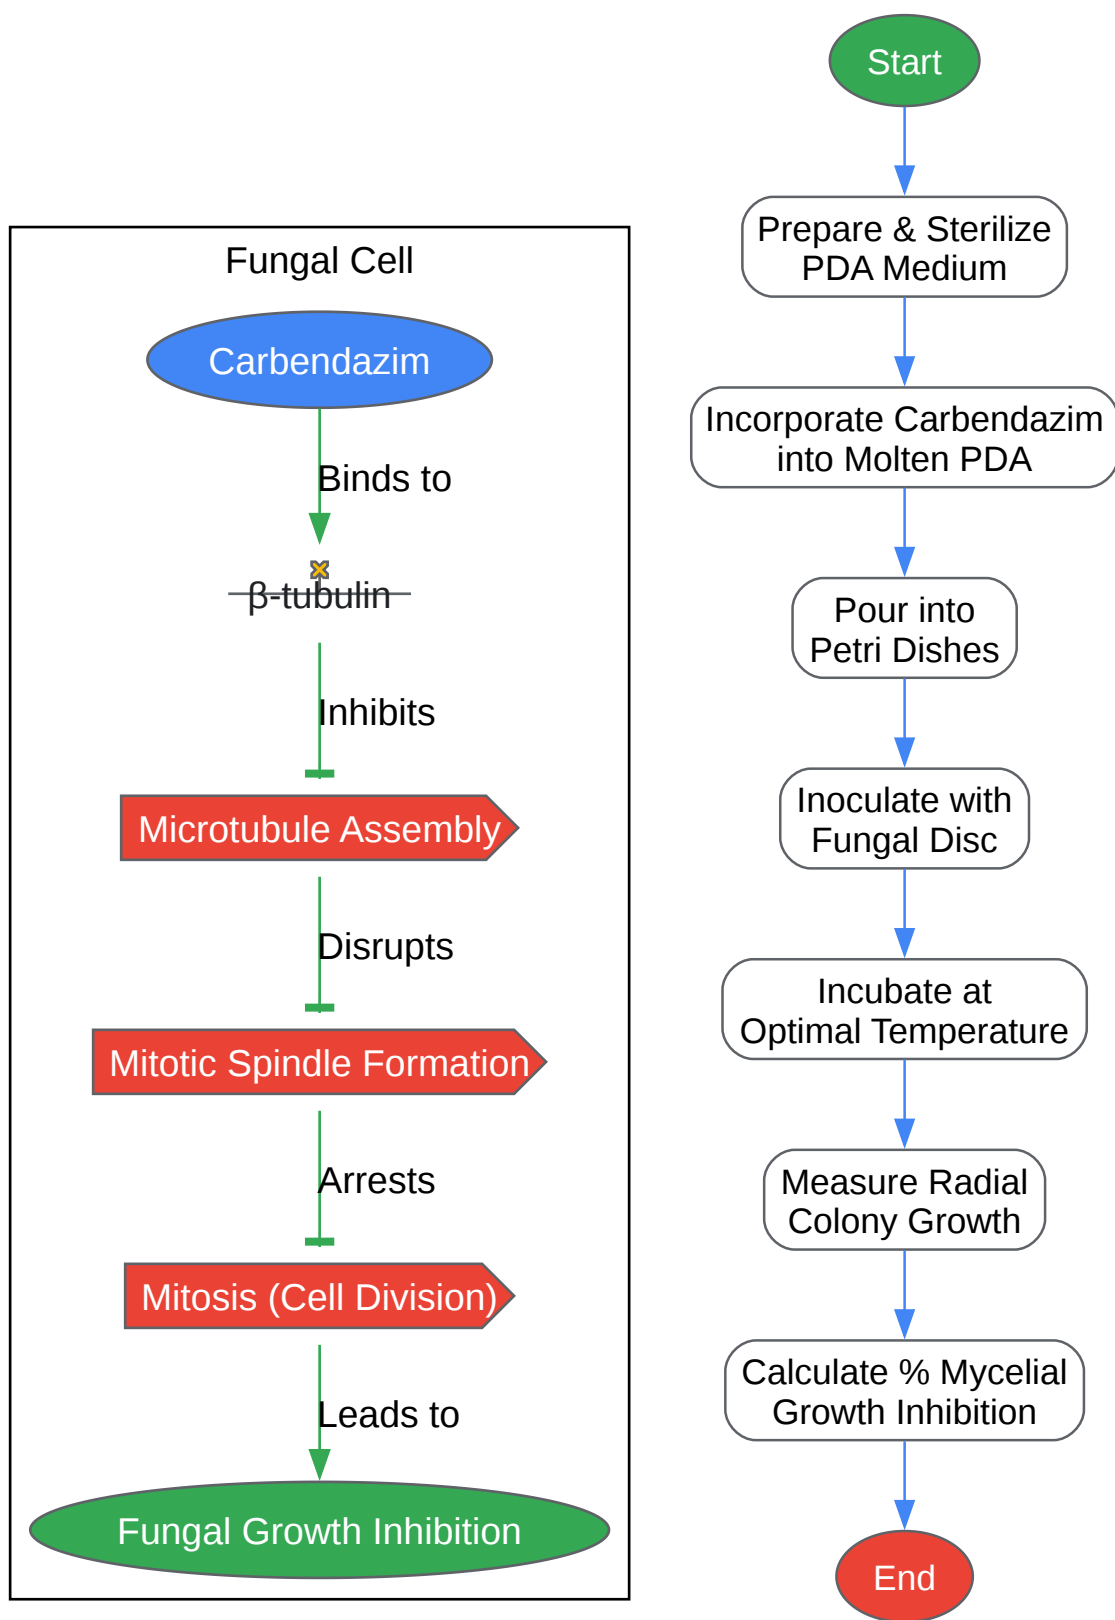 Fungal Cell
Carbendazim
Binds to
β-tubulin
Inhibits
Microtubule Assembly
Disrupts
Mitotic Spindle Formation
Arrests
Mitosis (Cell Division)
Leads to
Fungal Growth Inhibition
Start
Prepare & Sterilize
PDA Medium
Incorporate Carbendazim
into Molten PDA
Pour into
Petri Dishes
Inoculate with
Fungal Disc
Incubate at
Optimal Temperature
Measure Radial
Colony Growth
Calculate % Mycelial
Growth Inhibition
End